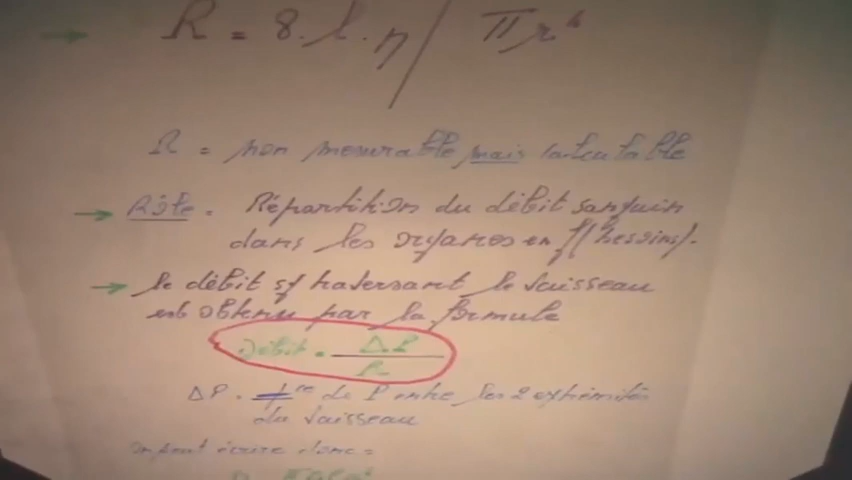 → R = 8.l.η / πr⁴
R = non mesurable mais calculable
→ Rôle = Répartition du débit sanguin
dans les organes en f(bessins).
→ le débit sg traversant le vaisseau
est obtenu par la formule
Débit = ΔP / R
ΔP = ≠ce de P entre les 2 extrémités
du vaisseau
on peut écrire donc =